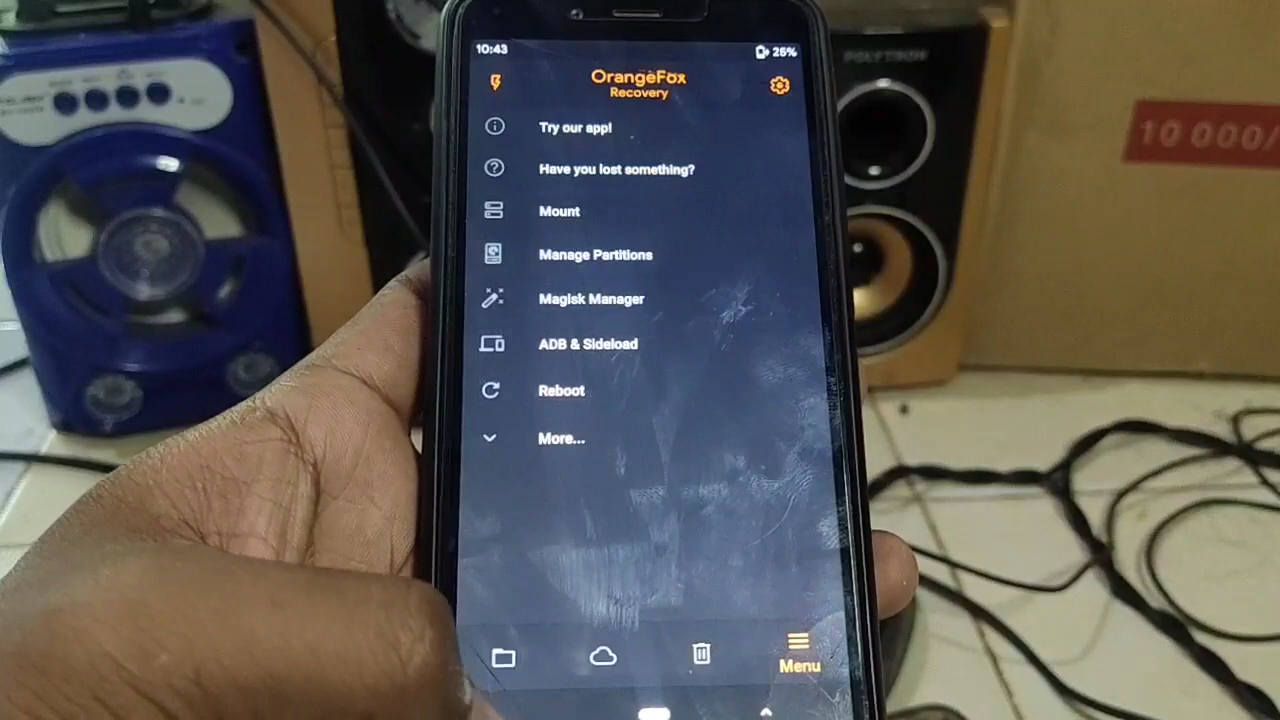 10:43
25%
OrangeFox
Recovery
Try our app!
Have you lost something?
Mount
Manage Partitions
Magisk Manager
ADB & Sideload
Reboot
More...
Menu
POLYTRON
10 000/